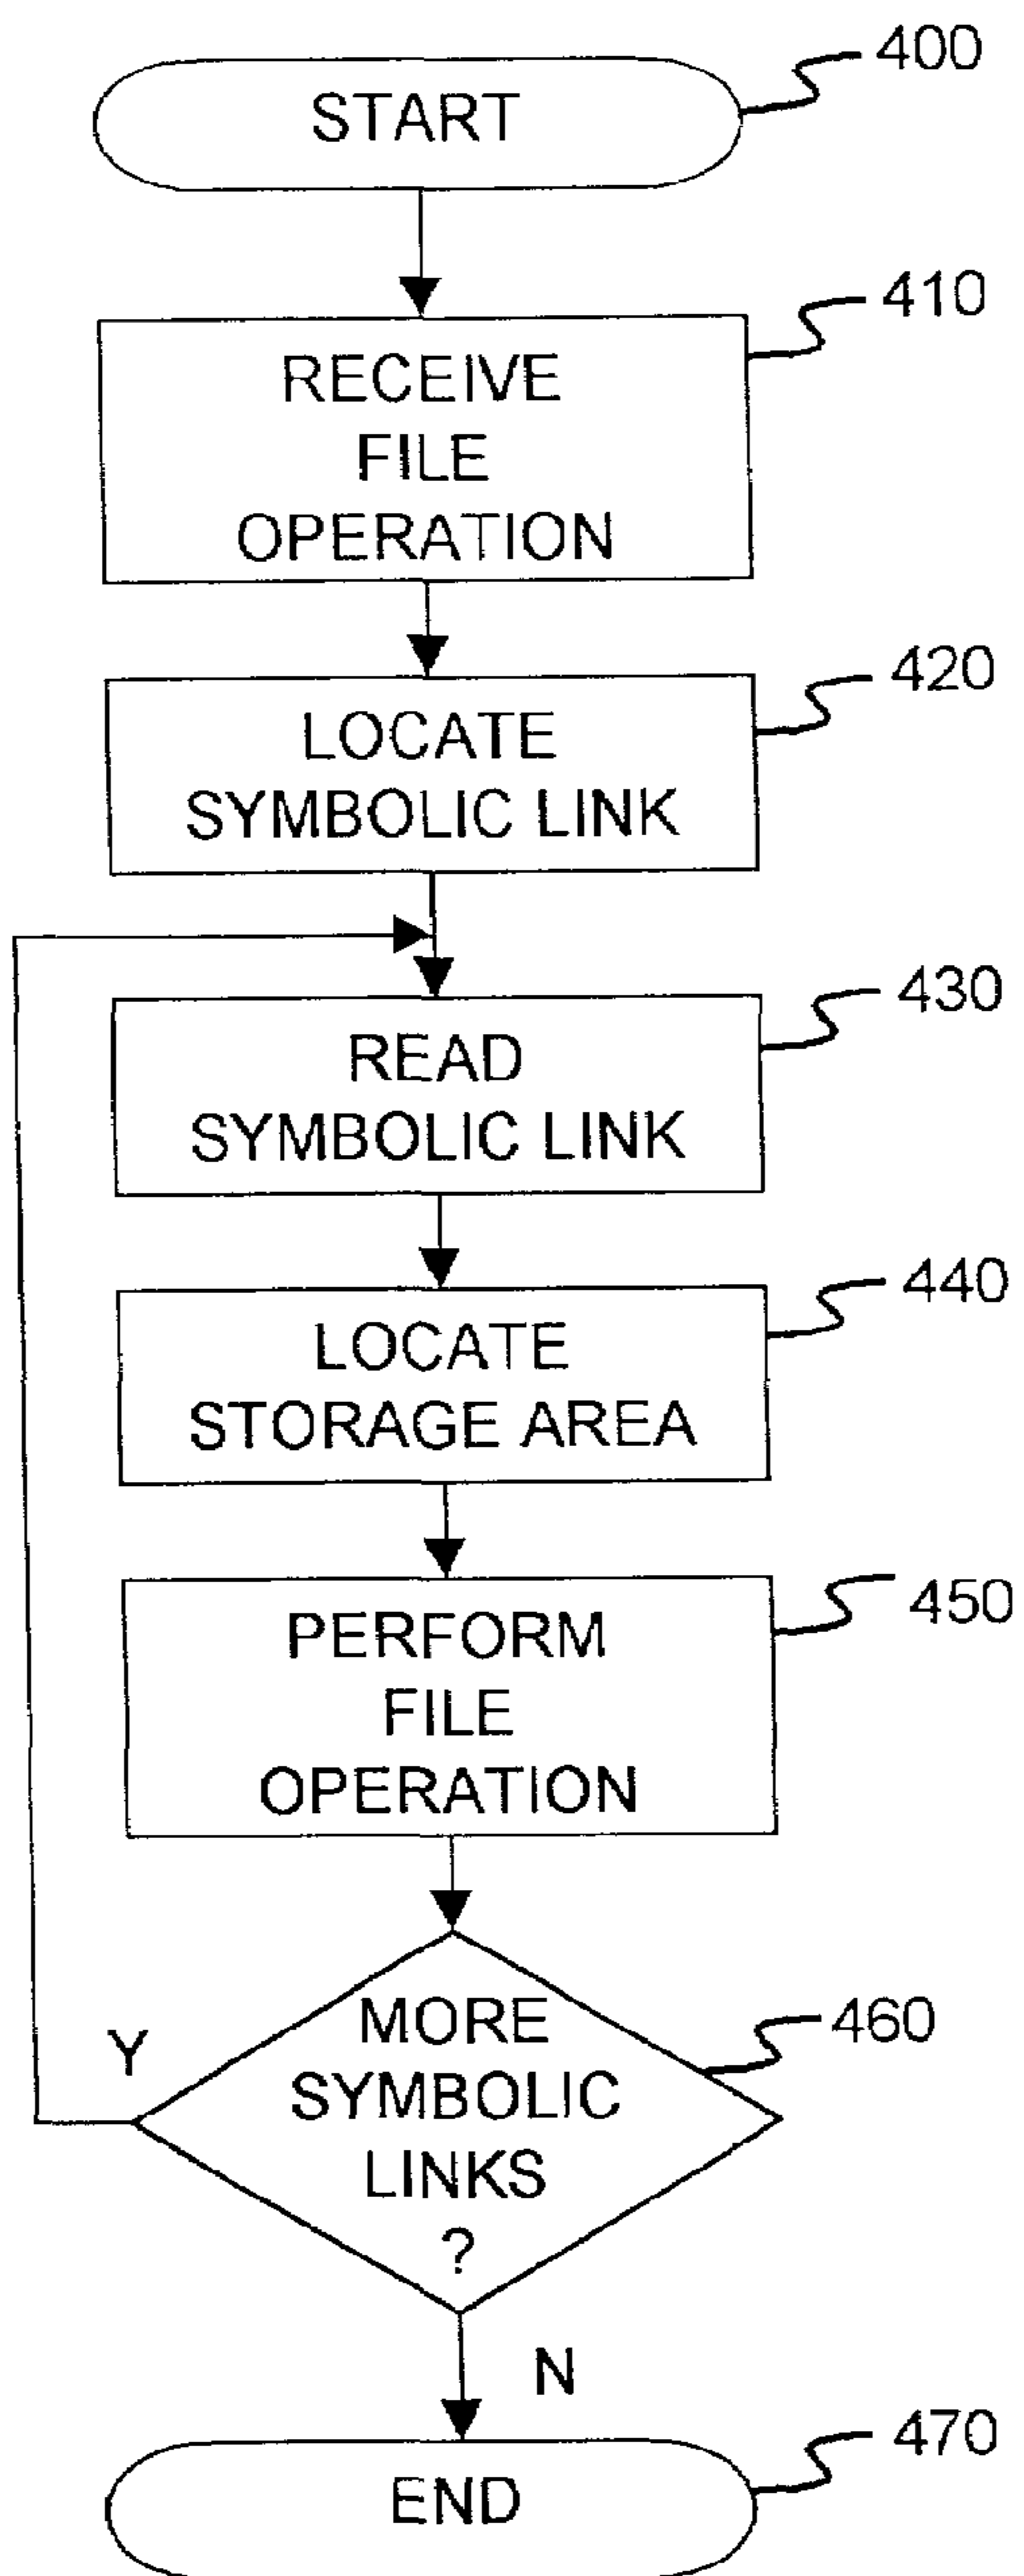 400
START
410
RECEIVE
FILE
OPERATION
420
LOCATE
SYMBOLIC LINK
430
READ
SYMBOLIC LINK
440
LOCATE
STORAGE AREA
450
PERFORM
FILE
OPERATION
460
MORE
SYMBOLIC
LINKS
?
Y
N
470
END